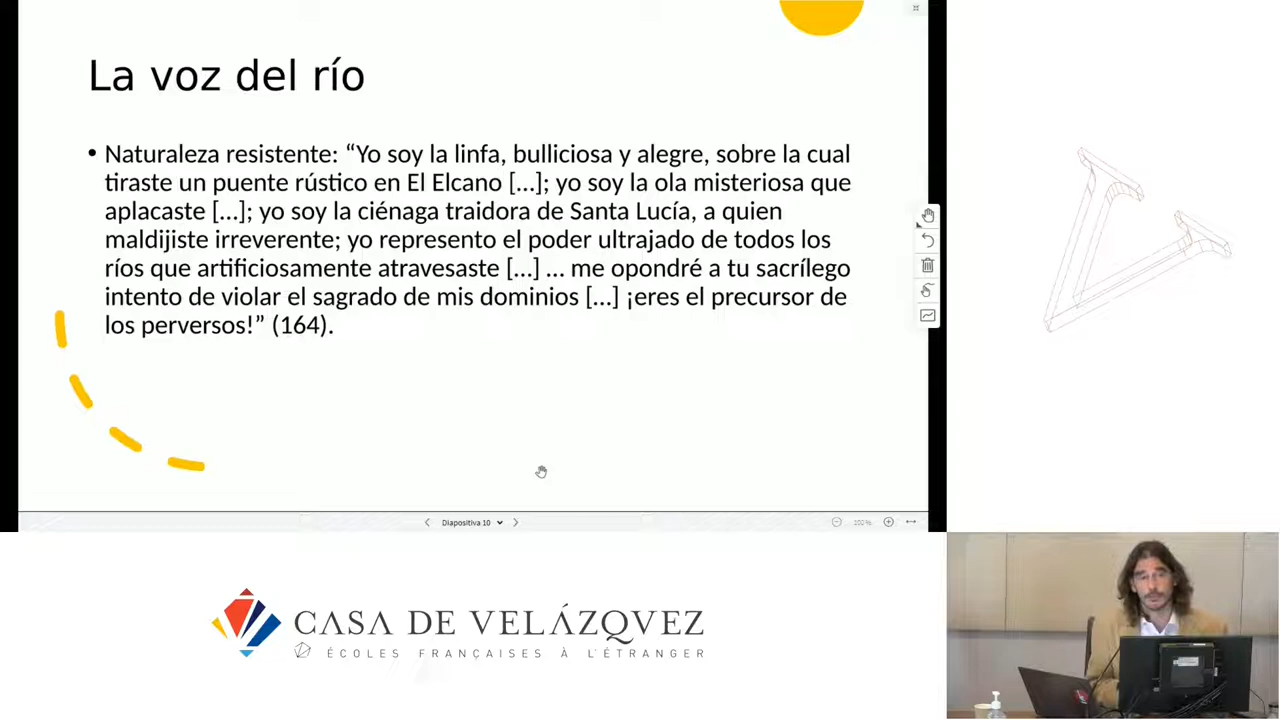 La voz del río
• Naturaleza resistente: “Yo soy la linfa, bulliciosa y alegre, sobre la cual
tiraste un puente rústico en El Elcano [...]; yo soy la ola misteriosa que
aplacaste [...]; yo soy la ciénaga traidora de Santa Lucía, a quien
maldijiste irreverente; yo represento el poder ultrajado de todos los
ríos que artificiosamente atravesaste [...] ... me opondré a tu sacrílego
intento de violar el sagrado de mis dominios [...] ¡eres el precursor de
los perversos!” (164).
Diapositiva 10
100%
CASA DE VELÁZQVEZ
ÉCOLES FRANÇAISES À L'ÉTRANGER